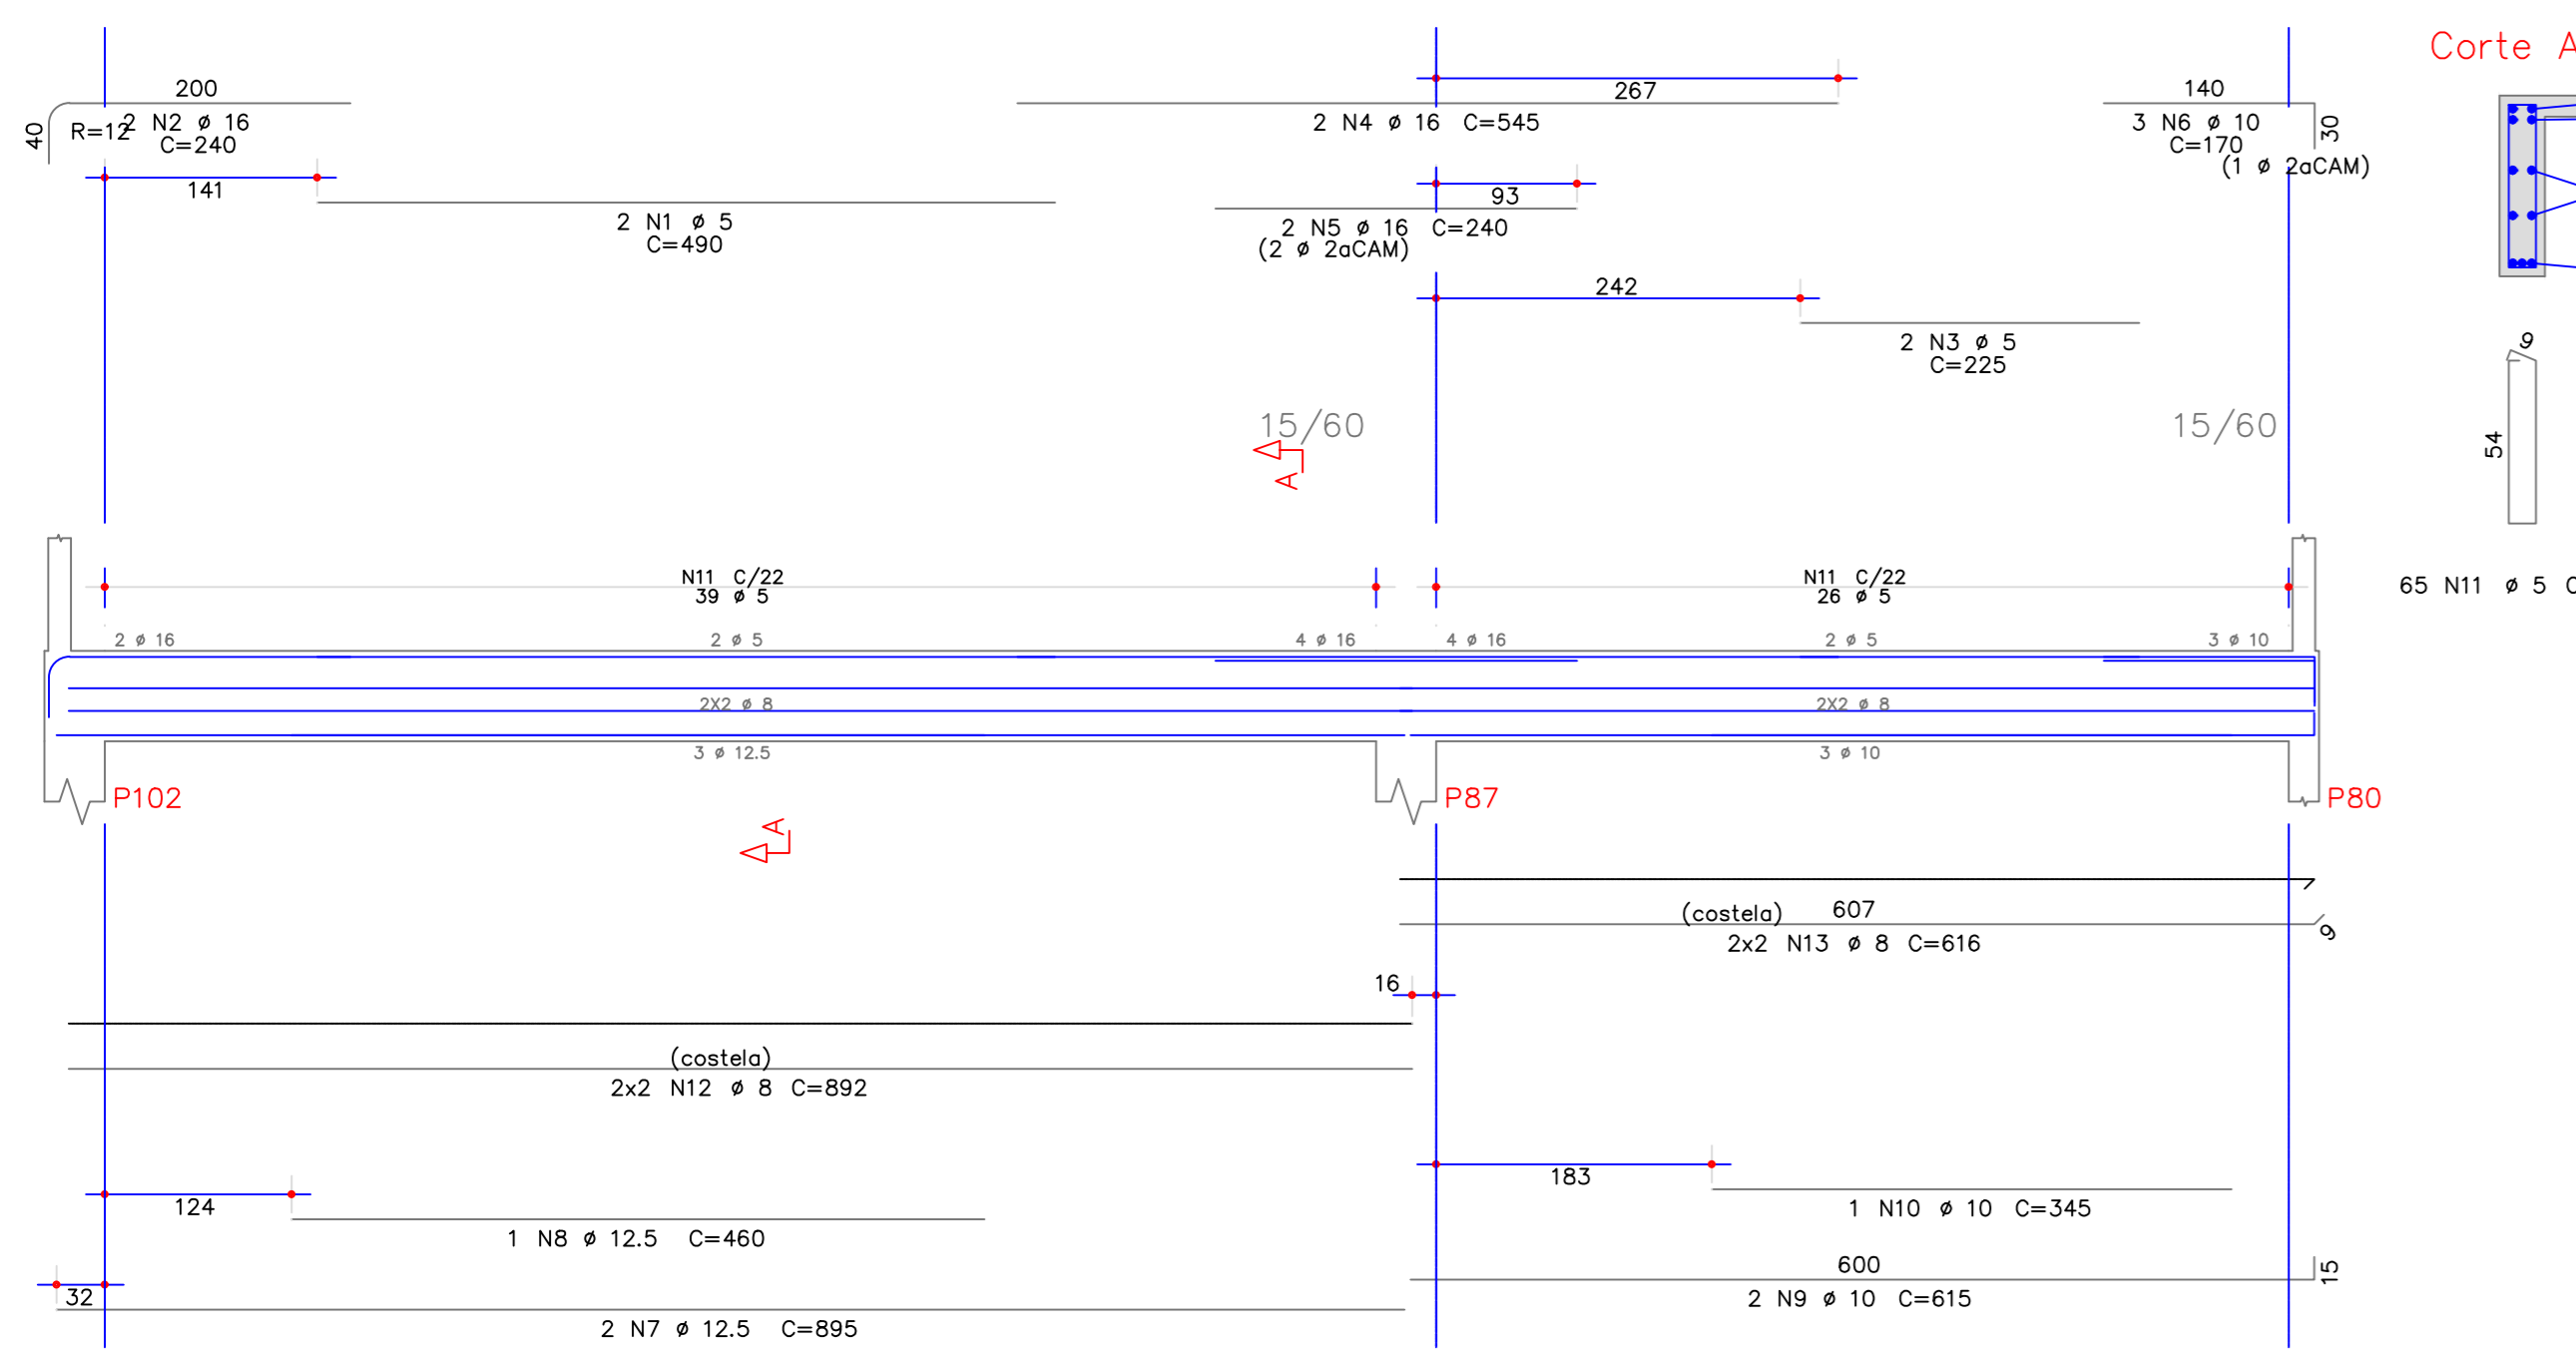 Corte A
200
40
R=12
2 N2 ø 16
C=240
141
2 N1 ø 5
C=490
267
2 N4 ø 16 C=545
93
2 N5 ø 16 C=240
(2 ø 2aCAM)
242
2 N3 ø 5
C=225
140
30
3 N6 ø 10
C=170
(1 ø 2aCAM)
9
54
15/60
15/60
A
N11 C/22
39 ø 5
N11 C/22
26 ø 5
65 N11 ø 5 C
2 ø 16
2 ø 5
4 ø 16
4 ø 16
2 ø 5
3 ø 10
2X2 ø 8
2X2 ø 8
3 ø 12.5
3 ø 10
P102
P87
P80
A
(costela) 607
9
2x2 N13 ø 8 C=616
16
(costela)
2x2 N12 ø 8 C=892
183
1 N10 ø 10 C=345
124
1 N8 ø 12.5 C=460
600
15
2 N9 ø 10 C=615
32
2 N7 ø 12.5 C=895